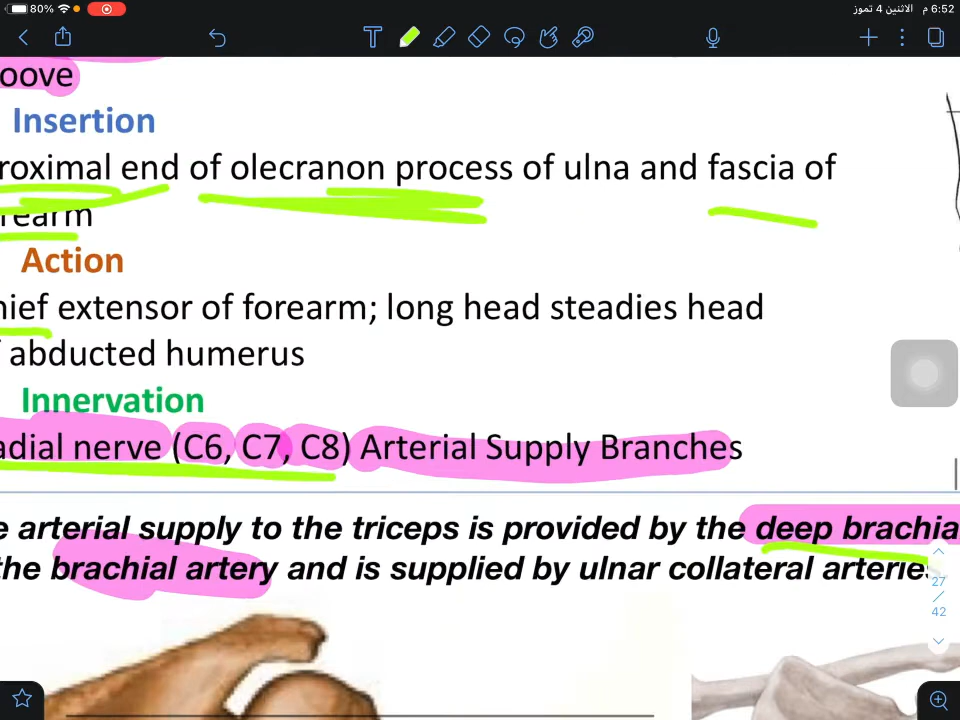 80% الاثنين 4 تموز 6:52 م
oove
Insertion
roximal end of olecranon process of ulna and fascia of
rearm
Action
hief extensor of forearm; long head steadies head
abducted humerus
Innervation
adial nerve (C6, C7, C8) Arterial Supply Branches
e arterial supply to the triceps is provided by the deep brachia
the brachial artery and is supplied by ulnar collateral arteries
27
/
42